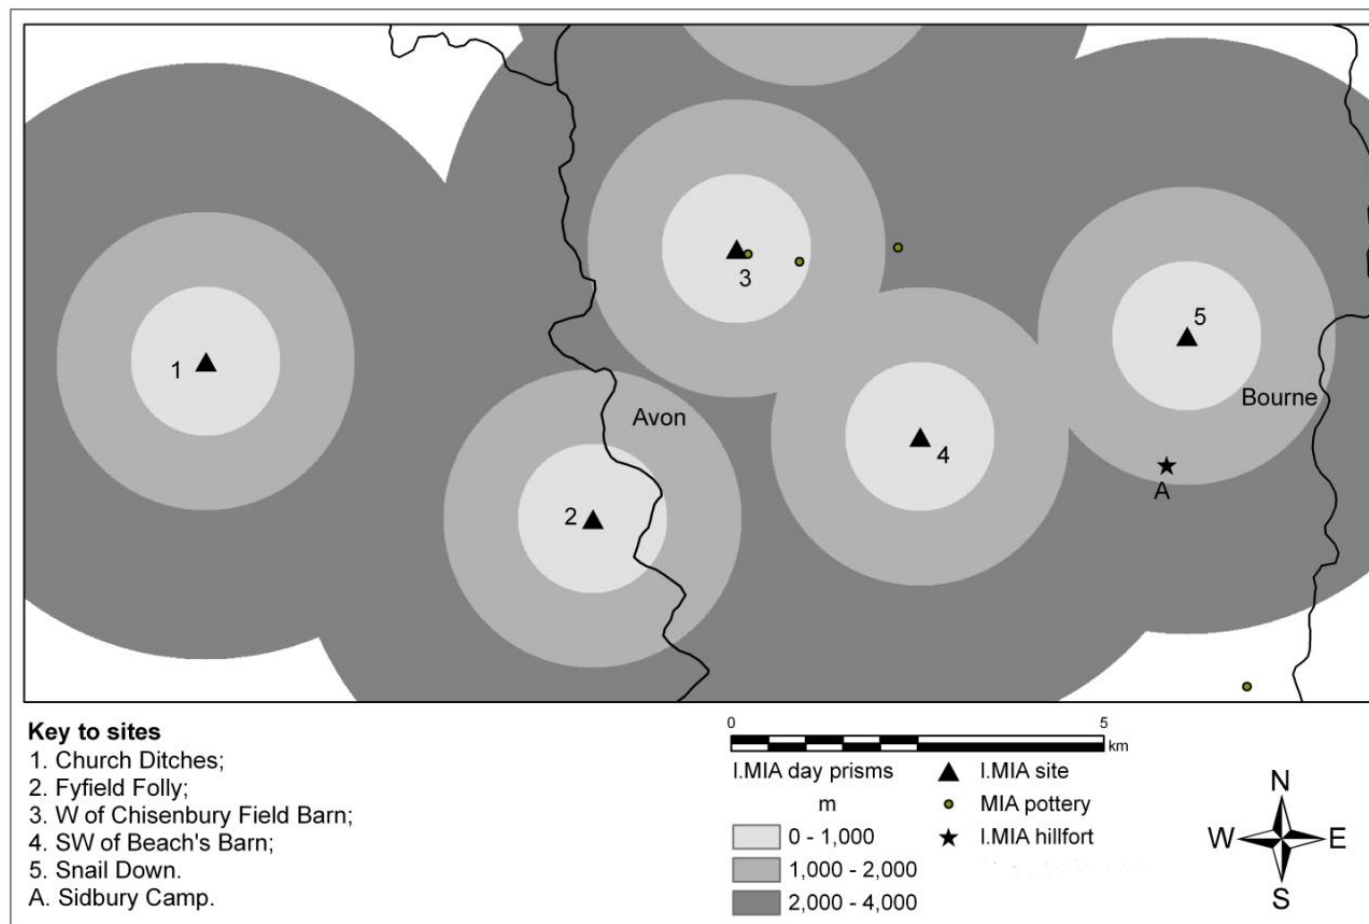 3
5
1
Avon
Bourne
4
A
2
Key to sites
1. Church Ditches;
2. Fyfield Folly;
3. W of Chisenbury Field Barn;
4. SW of Beach's Barn;
5. Snail Down.
A. Sidbury Camp.
0 5
km
I.MIA day prisms
m
0 - 1,000
1,000 - 2,000
2,000 - 4,000
I.MIA site
MIA pottery
I.MIA hillfort
N
W E
S